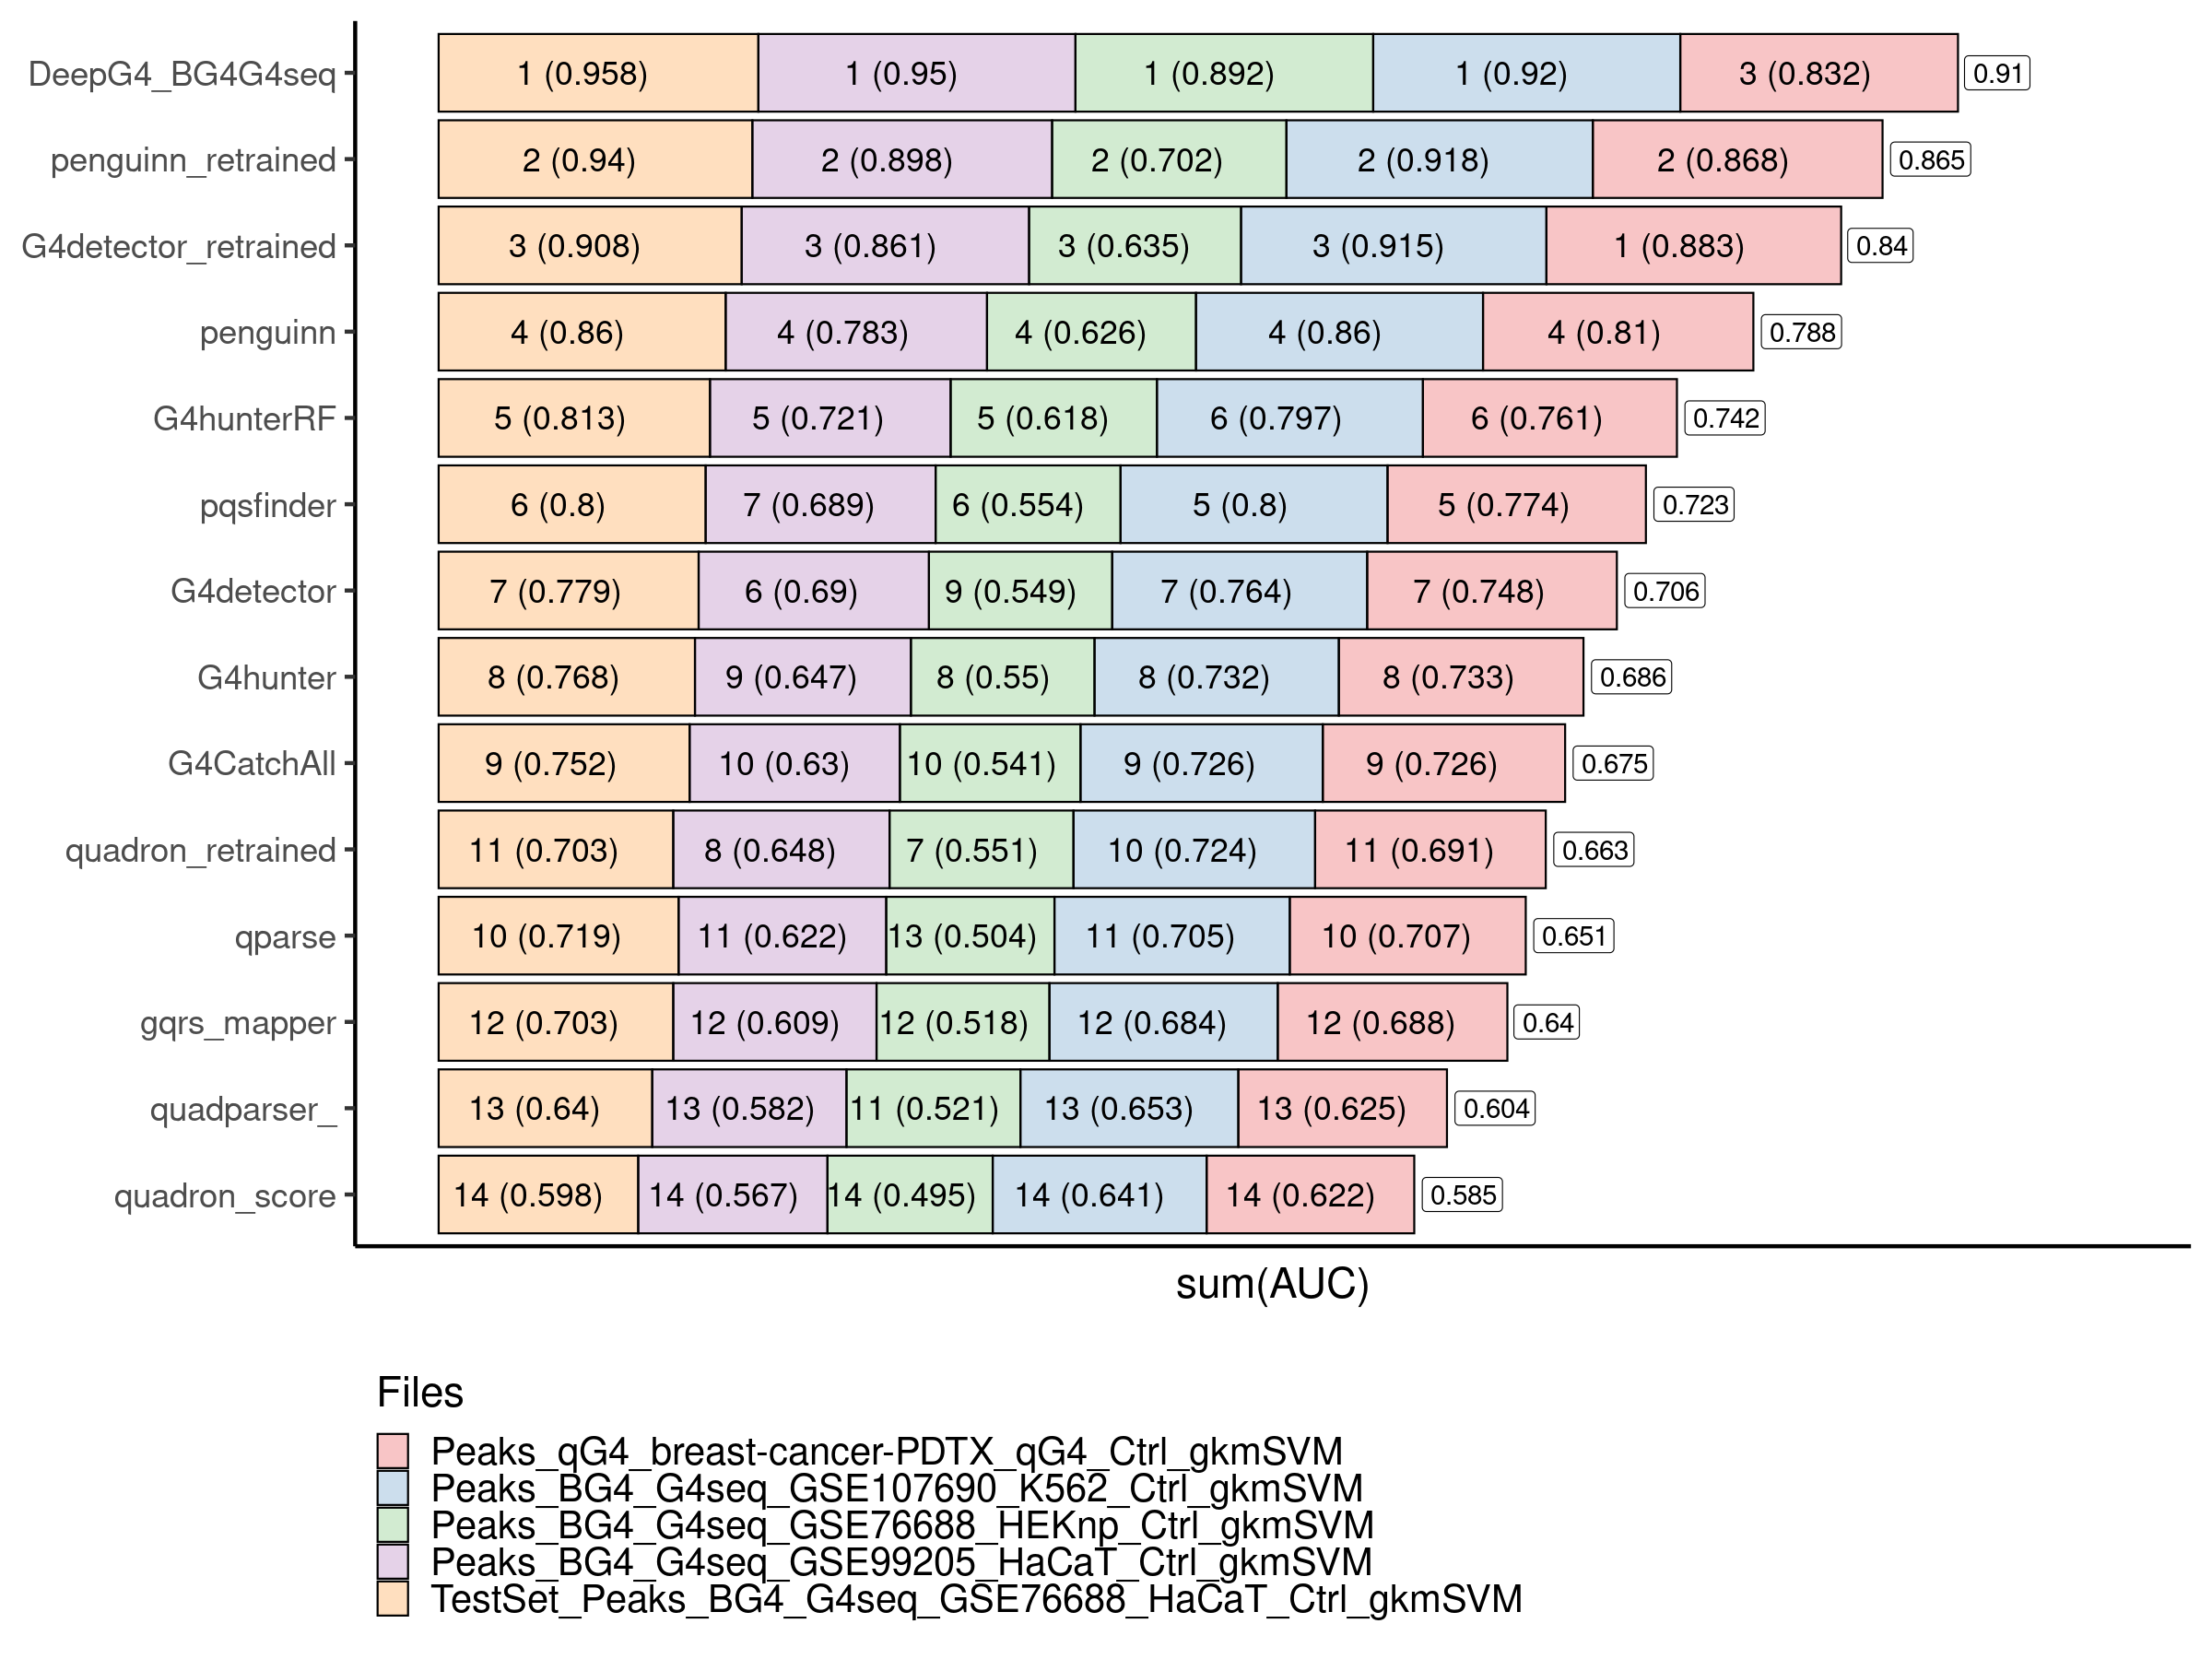 DeepG4_BG4G4seq 1 (0.958) 1 (0.95) 1 (0.892) 1 (0.92) 3 (0.832) 0.91
penguinn_retrained 2 (0.94) 2 (0.898) 2 (0.702) 2 (0.918) 2 (0.868) 0.865
G4detector_retrained 3 (0.908) 3 (0.861) 3 (0.635) 3 (0.915) 1 (0.883) 0.84
penguinn 4 (0.86) 4 (0.783) 4 (0.626) 4 (0.86) 4 (0.81) 0.788
G4hunterRF 5 (0.813) 5 (0.721) 5 (0.618) 6 (0.797) 6 (0.761) 0.742
pqsfinder 6 (0.8) 7 (0.689) 6 (0.554) 5 (0.8) 5 (0.774) 0.723
G4detector 7 (0.779) 6 (0.69) 9 (0.549) 7 (0.764) 7 (0.748) 0.706
G4hunter 8 (0.768) 9 (0.647) 8 (0.55) 8 (0.732) 8 (0.733) 0.686
G4CatchAll 9 (0.752) 10 (0.63) 10 (0.541) 9 (0.726) 9 (0.726) 0.675
quadron_retrained 11 (0.703) 8 (0.648) 7 (0.551) 10 (0.724) 11 (0.691) 0.663
qparse 10 (0.719) 11 (0.622) 13 (0.504) 11 (0.705) 10 (0.707) 0.651
gqrs_mapper 12 (0.703) 12 (0.609) 12 (0.518) 12 (0.684) 12 (0.688) 0.64
quadparser_ 13 (0.64) 13 (0.582) 11 (0.521) 13 (0.653) 13 (0.625) 0.604
quadron_score 14 (0.598) 14 (0.567) 14 (0.495) 14 (0.641) 14 (0.622) 0.585
sum(AUC)
Files
Peaks_qG4_breast-cancer-PDTX_qG4_Ctrl_gkmSVM
Peaks_BG4_G4seq_GSE107690_K562_Ctrl_gkmSVM
Peaks_BG4_G4seq_GSE76688_HEKnp_Ctrl_gkmSVM
Peaks_BG4_G4seq_GSE99205_HaCaT_Ctrl_gkmSVM
TestSet_Peaks_BG4_G4seq_GSE76688_HaCaT_Ctrl_gkmSVM